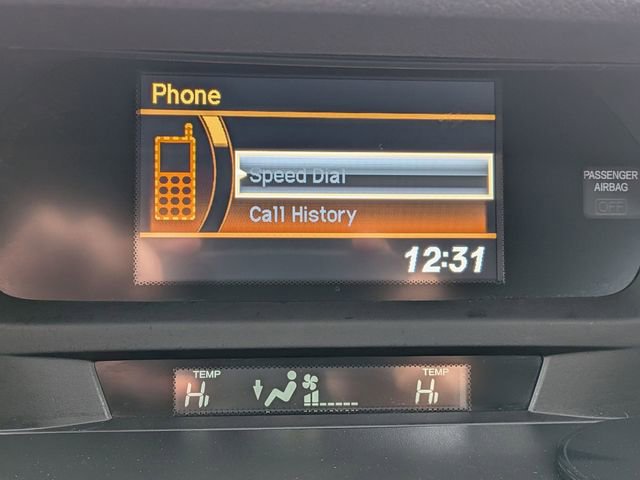 Phone
Speed Dial
Call History
12:31
PASSENGER
AIRBAG
OFF
TEMP
Hi
TEMP
Hi